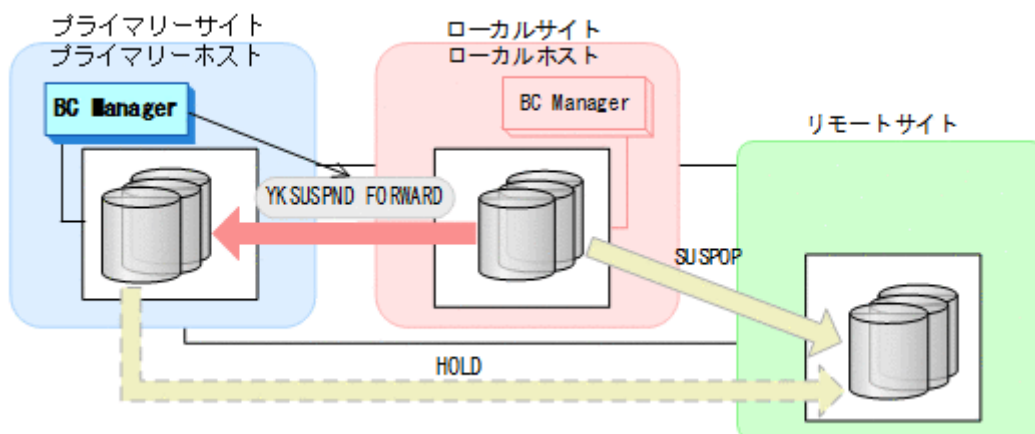 プライマリーサイト
プライマリーホスト
BC Manager
ローカルサイト
ローカルホスト
BC Manager
リモートサイト
YKSUSPND FORWARD
SUSPOP
HOLD